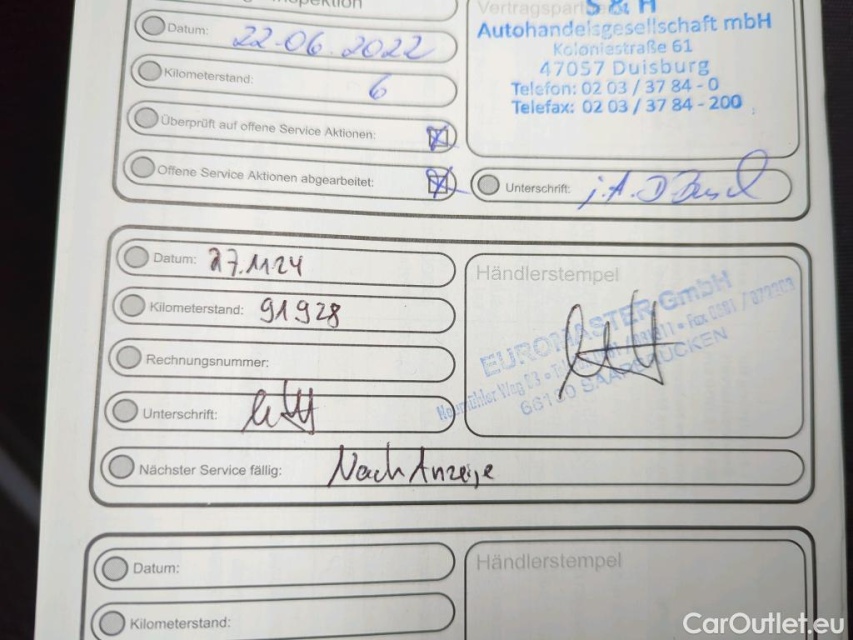 Datum: 22.06.2022
Kilometerstand: 6
Überprüft auf offene Service Aktionen:
Offene Service Aktionen abgearbeitet:
Vertragspart
S & H
Autohandelsgesellschaft mbH
Koloniestraße 61
47057 Duisburg
Telefon: 02 03 / 37 84 - 0
Telefax: 02 03 / 37 84 - 200
Unterschrift: i.A.
Datum: 27.11.24
Kilometerstand: 91928
Rechnungsnummer:
Unterschrift:
Nächster Service fällig: Nach Anzeige
Händlerstempel
EUROMASTER GmbH
66130 SAARBRÜCKEN
Datum:
Kilometerstand:
Händlerstempel
CarOutlet.eu